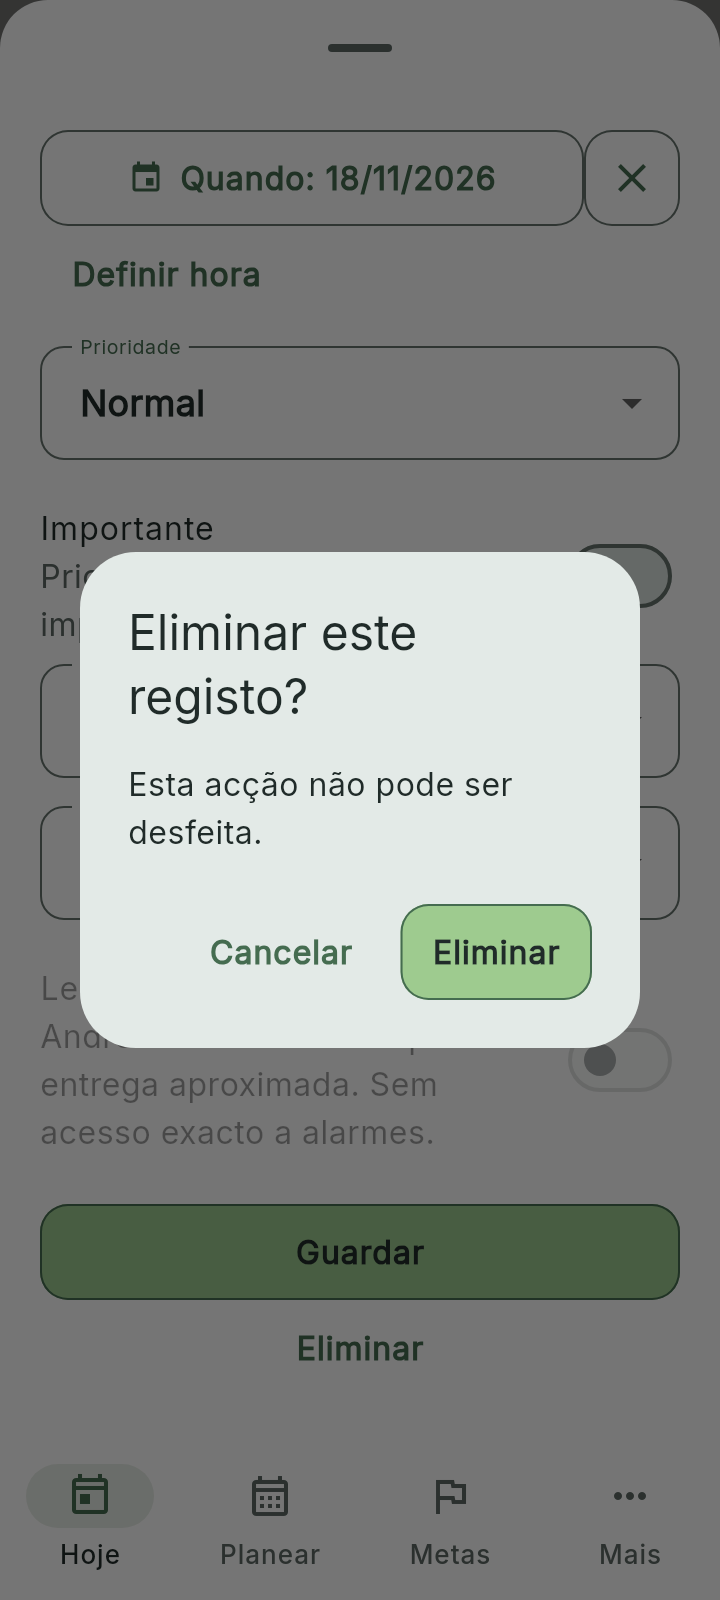 Quando: 18/11/2026
Definir hora
Prioridade
Normal
Importante
Eliminar este
registo?
Esta acção não pode ser
desfeita.
Cancelar
Eliminar
entrega aproximada. Sem
acesso exacto a alarmes.
Guardar
Eliminar
Hoje
Planear
Metas
Mais